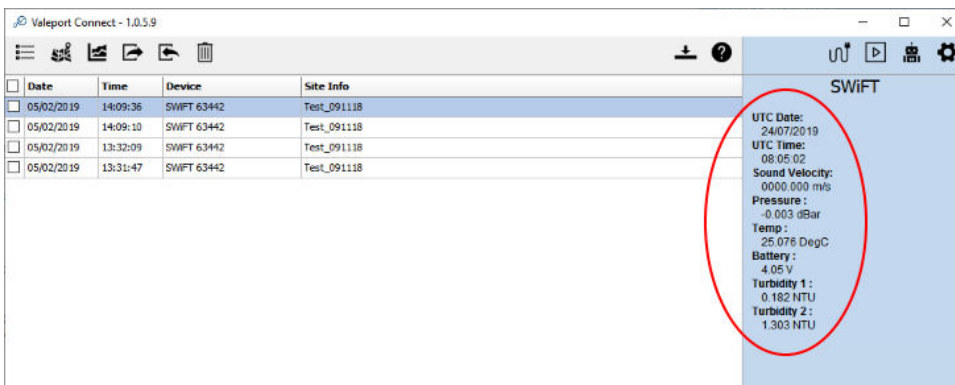 Valeport Connect - 1.0.5.9
SWiFT
Date Time Device Site Info
05/02/2019 14:09:36 SWiFT 63442 Test_091118
05/02/2019 14:09:10 SWiFT 63442 Test_091118
05/02/2019 13:32:09 SWiFT 63442 Test_091118
05/02/2019 13:31:47 SWiFT 63442 Test_091118
UTC Date:
24/07/2019
UTC Time:
08:05:02
Sound Velocity:
0000.000 m/s
Pressure :
-0.003 dBar
Temp :
25.076 DegC
Battery :
4.05 V
Turbidity 1 :
0.182 NTU
Turbidity 2 :
1.303 NTU